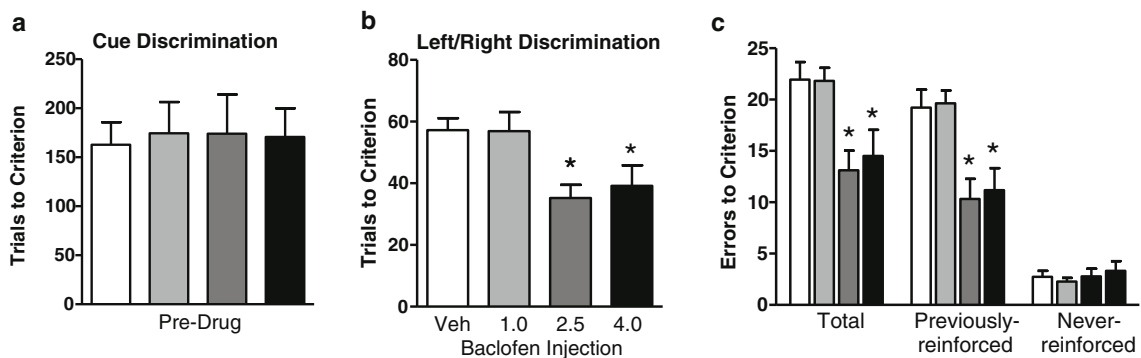 a
Cue Discrimination
Trials to Criterion
250
200
150
100
50
0
Pre-Drug
b
Left/Right Discrimination
Trials to Criterion
80
60
40
20
0
*
*
Veh 1.0 2.5 4.0
Baclofen Injection
c
Errors to Criterion
25
20
15
10
5
0
* *
* *
Total
Previously-
reinforced
Never-
reinforced